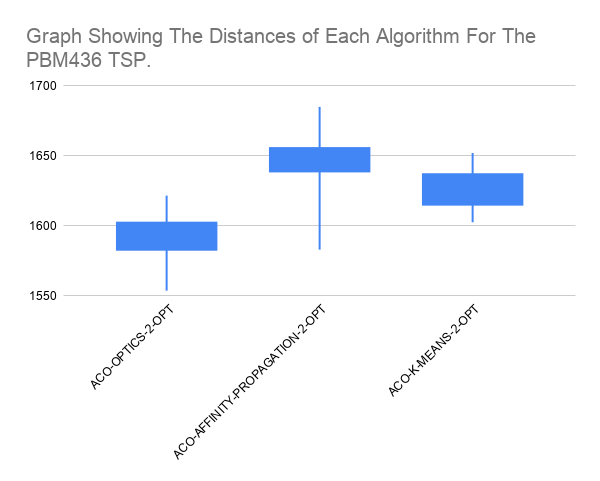 Graph Showing The Distances of Each Algorithm For The
PBM436 TSP.
1700
1650
1600
1550
ACO-OPTICS-2-OPT
ACO-AFFINITY-PROPAGATION-2-OPT
ACO-K-MEANS-2-OPT